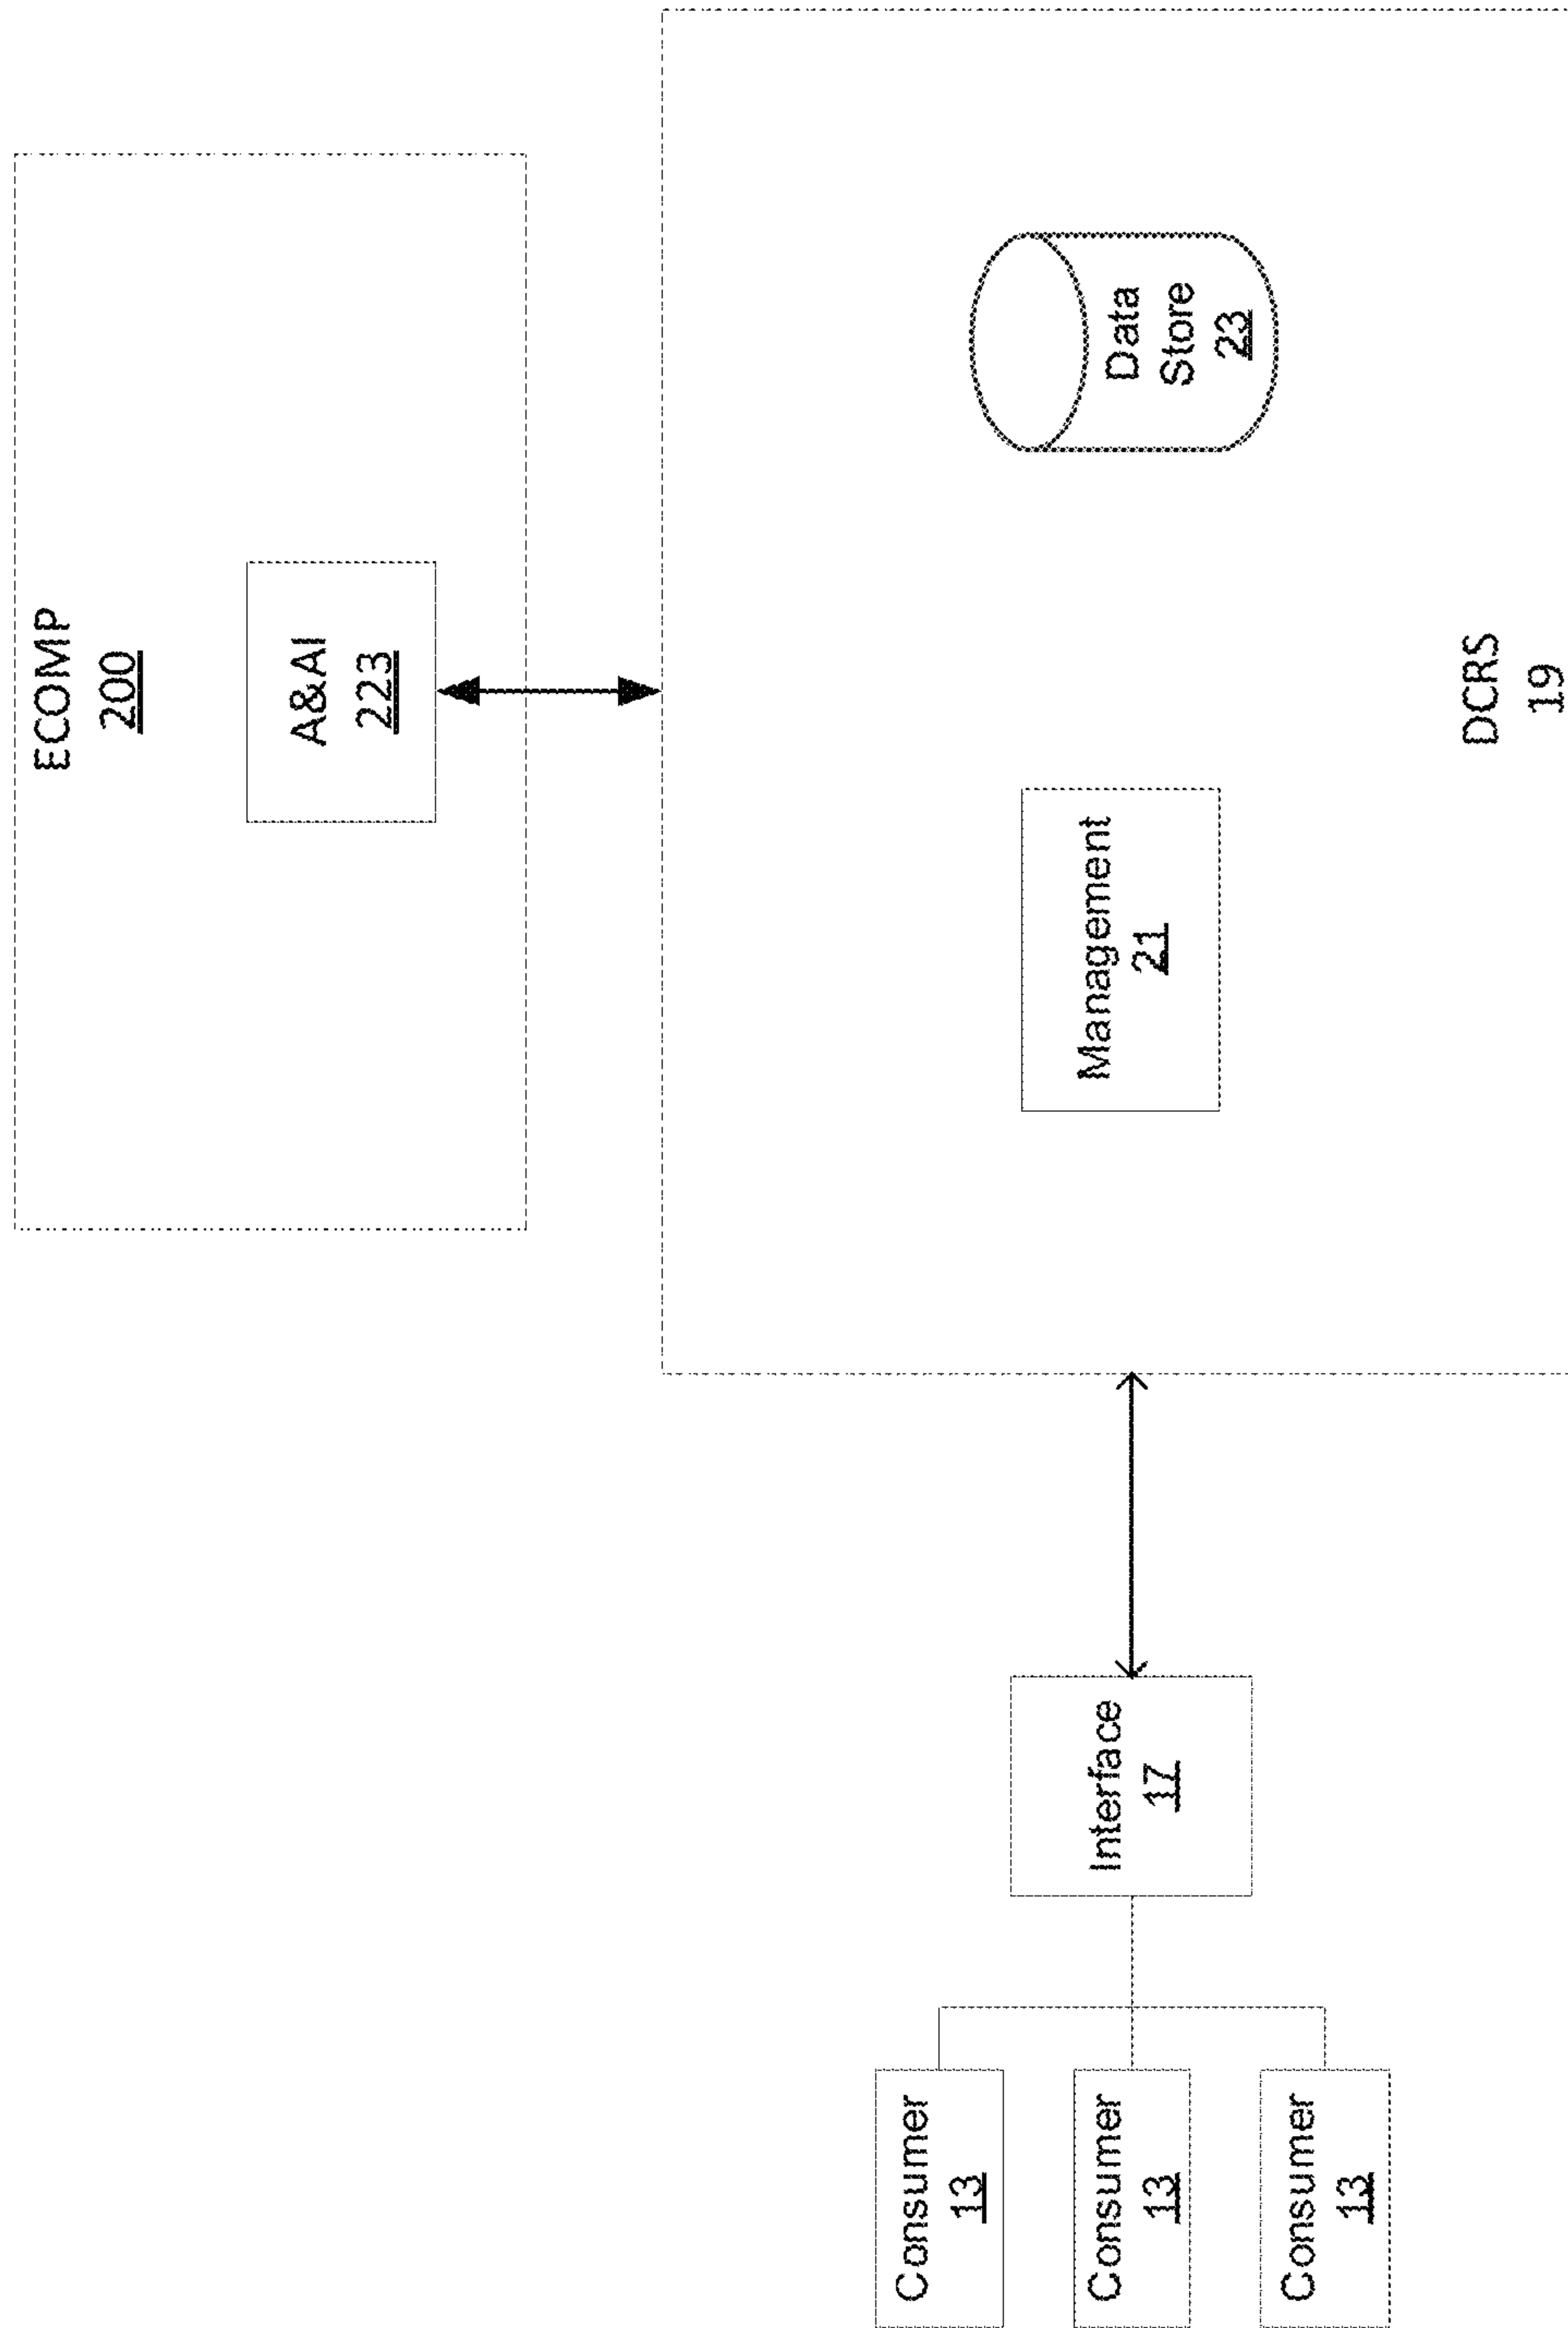 ECOMP
200
A&AI
223
Consumer
13
Consumer
13
Consumer
13
Interface
17
Management
21
Data
Store
23
DCRS
19